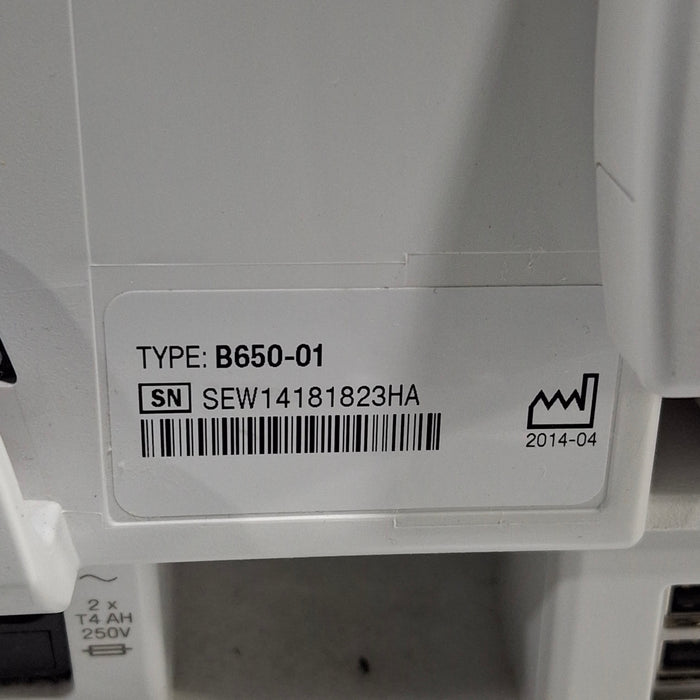 TYPE: B650-01
SN SEW14181823HA
2014-04
2 x
T4 AH
250V